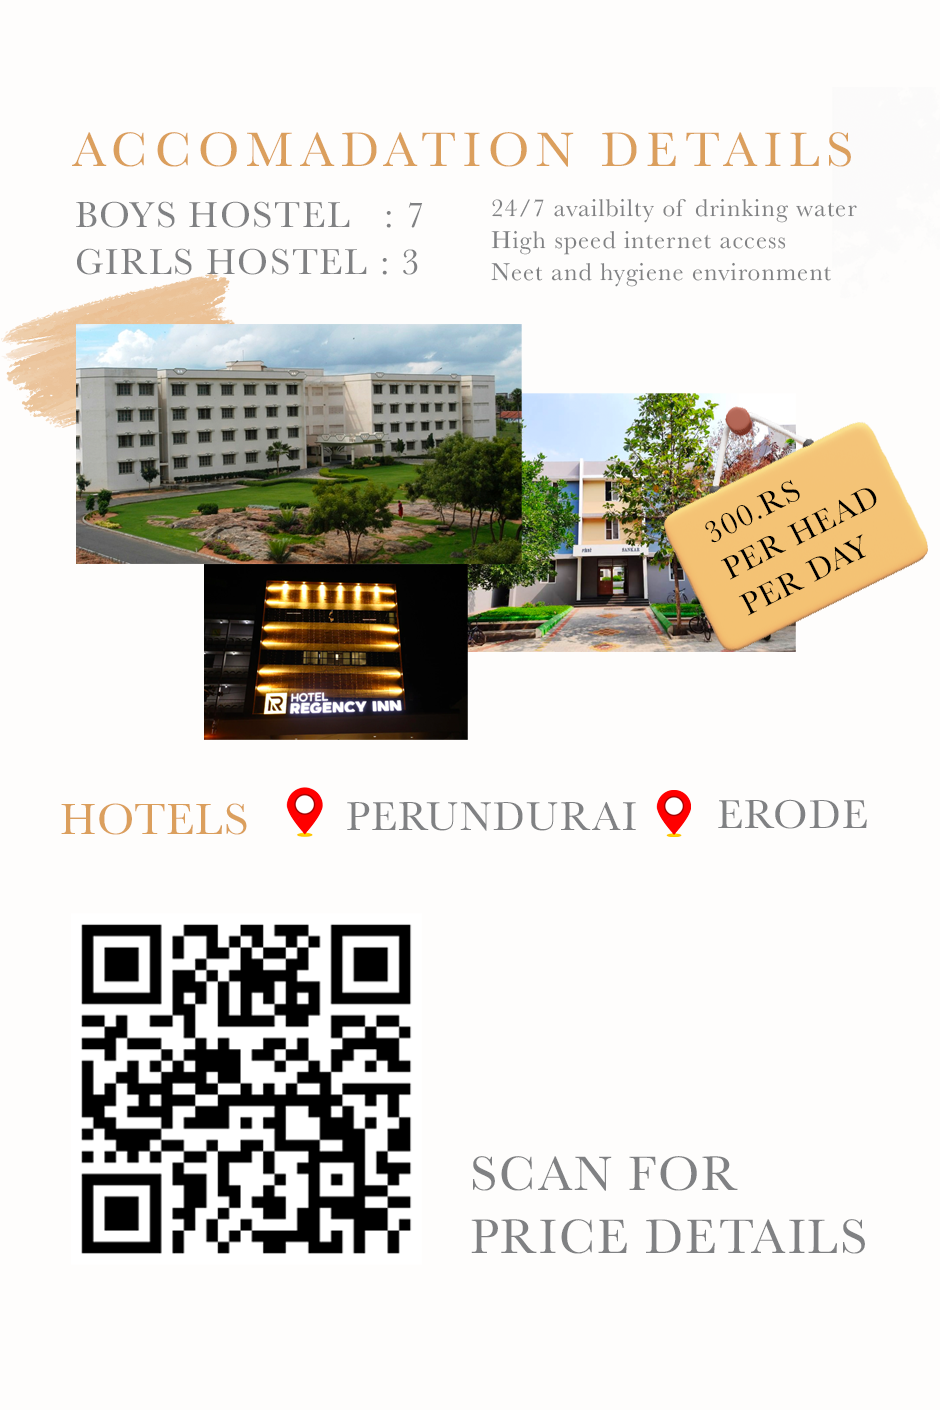 ACCOMADATION DETAILS
BOYS HOSTEL : 7
GIRLS HOSTEL : 3
24/7 availbilty of drinking water
High speed internet access
Neet and hygiene environment
300.RS
PER HEAD
PER DAY
SANKAR
R HOTEL
REGENCY INN
HOTELS PERUNDURAI ERODE
SCAN FOR
PRICE DETAILS